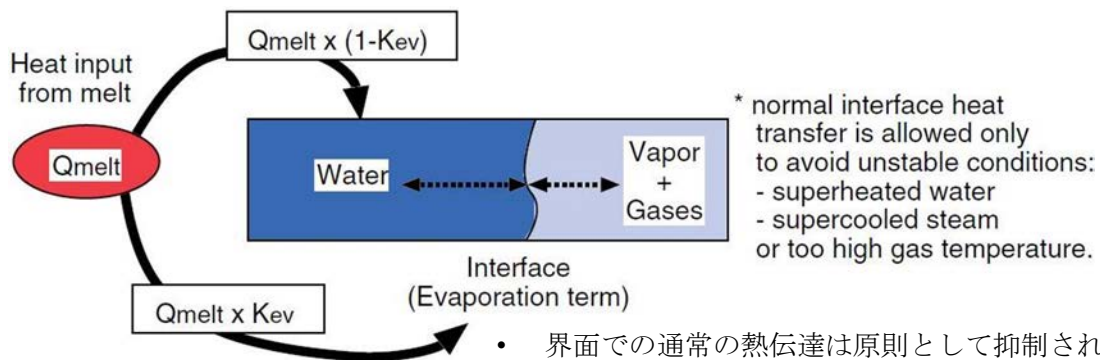 Qmelt x (1-Kev)
Heat input
from melt
Qmelt
Water
Vapor
+
Gases
* normal interface heat
transfer is allowed only
to avoid unstable conditions:
- superheated water
- supercooled steam
or too high gas temperature.
Interface
(Evaporation term)
Qmelt x Kev
• 界面での通常の熱伝達は原則として抑制され